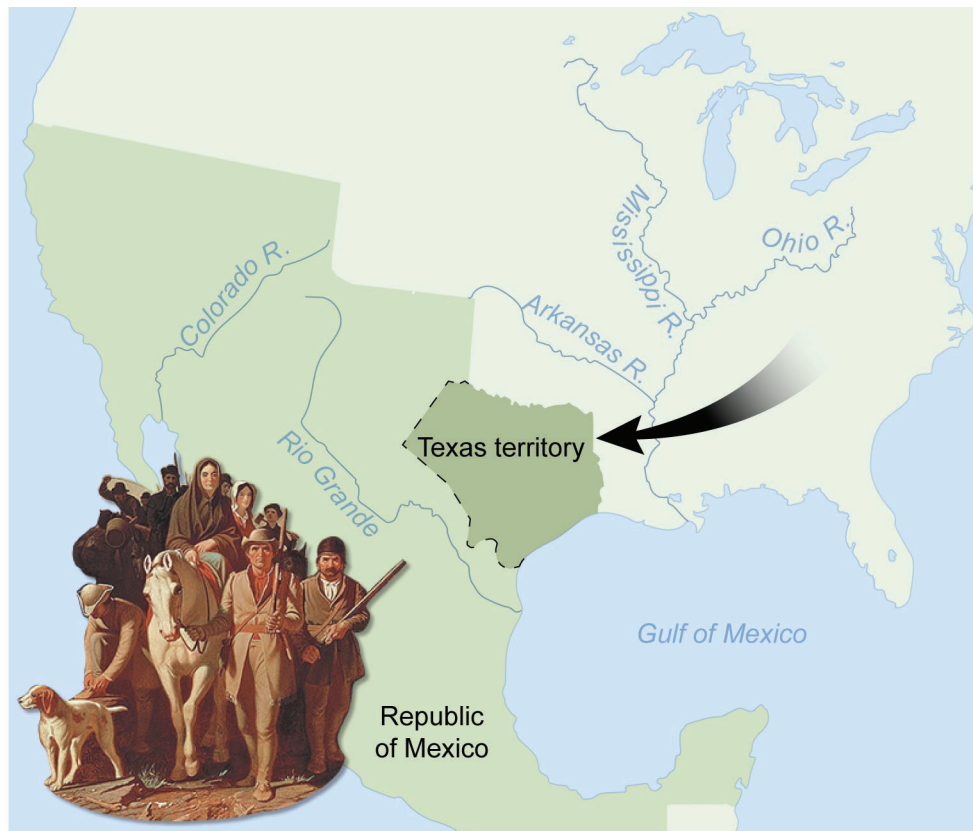 Mississippi R.
Ohio R.
Colorado R.
Arkansas R.
Texas territory
Rio Grande
Gulf of Mexico
Republic
of Mexico